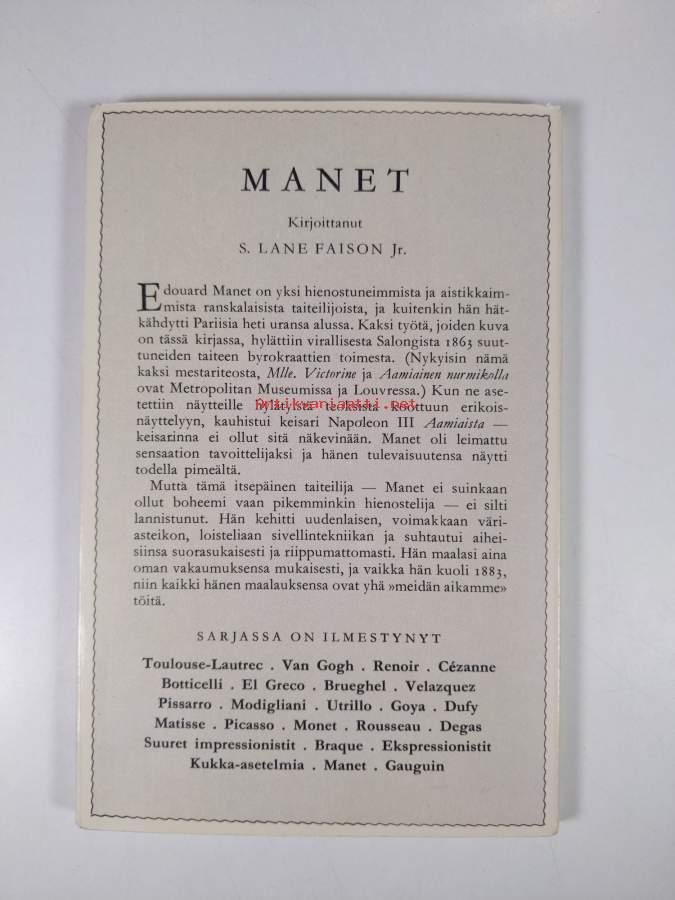 MANET
Kirjoittanut
S. LANE FAISON Jr.
Edouard Manet on yksi hienostuneimmista ja aistikkaim-
mista ranskalaisista taiteilijoista, ja kuitenkin hän hät-
kähdytti Pariisia heti uransa alussa. Kaksi työtä, joiden kuva
on tässä kirjassa, hylättiin virallisesta Salongista 1863 suut-
tuneiden taiteen byrokraattien toimesta. (Nykyisin nämä
kaksi mestariteosta, Mlle. Victorine ja Aamiainen nurmikolla
ovat Metropolitan Museumissa ja Louvressa.) Kun ne ase-
tettiin näytteille hylätyistä teoksista koottuun erikois-
Antikvariaatti.net
näyttelyyn, kauhistui keisari Napoleon III Aamiaista —
keisarinna ei ollut sitä näkevinään. Manet oli leimattu
sensaation tavoittelijaksi ja hänen tulevaisuutensa näytti
todella pimeältä.
Mutta tämä itsepäinen taiteilija — Manet ei suinkaan
ollut boheemi vaan pikemminkin hienostelija — ei silti
lannistunut. Hän kehitti uudenlaisen, voimakkaan väri-
asteikon, loisteliaan sivellintekniikan ja suhtautui aihei-
siinsa suorasukaisesti ja riippumattomasti. Hän maalasi aina
oman vakaumuksensa mukaisesti, ja vaikka hän kuoli 1883,
niin kaikki hänen maalauksensa ovat yhä »meidän aikamme»
töitä.
SARJASSA ON ILMESTYNYT
Toulouse-Lautrec . Van Gogh . Renoir . Cézanne
Botticelli . El Greco . Brueghel . Velazquez
Pissarro . Modigliani . Utrillo . Goya . Dufy
Matisse . Picasso . Monet . Rousseau . Degas
Suuret impressionistit . Braque . Ekspressionistit
Kukka-asetelmia . Manet . Gauguin